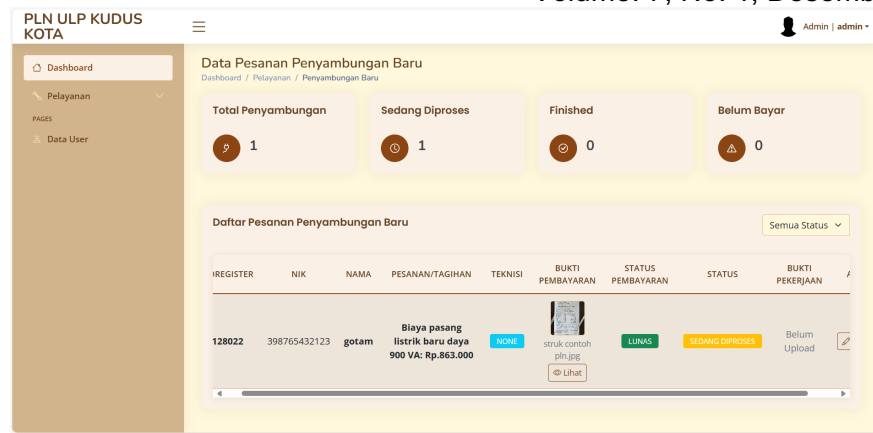 PLN ULP KUDUS
KOTA
Admin | admin
Dashboard
Pelayanan
PAGES
Data User
Data Pesanan Penyambungan Baru
Dashboard / Pelayanan / Penyambungan Baru
Total Penyambungan
1
Sedang Diproses
1
Finished
0
Belum Bayar
0
Daftar Pesanan Penyambungan Baru
Semua Status
REGISTER NIK NAMA PESANAN/TAGIHAN TEKNISI BUKTI PEMBAYARAN STATUS PEMBAYARAN STATUS BUKTI PEKERJAAN
128022 398765432123 gotam Biaya pasang listrik baru daya 900 VA: Rp.863.000 NONE struk contoh pln.jpg LUNAS SEDANG DIPROSES Belum Upload
Lihat